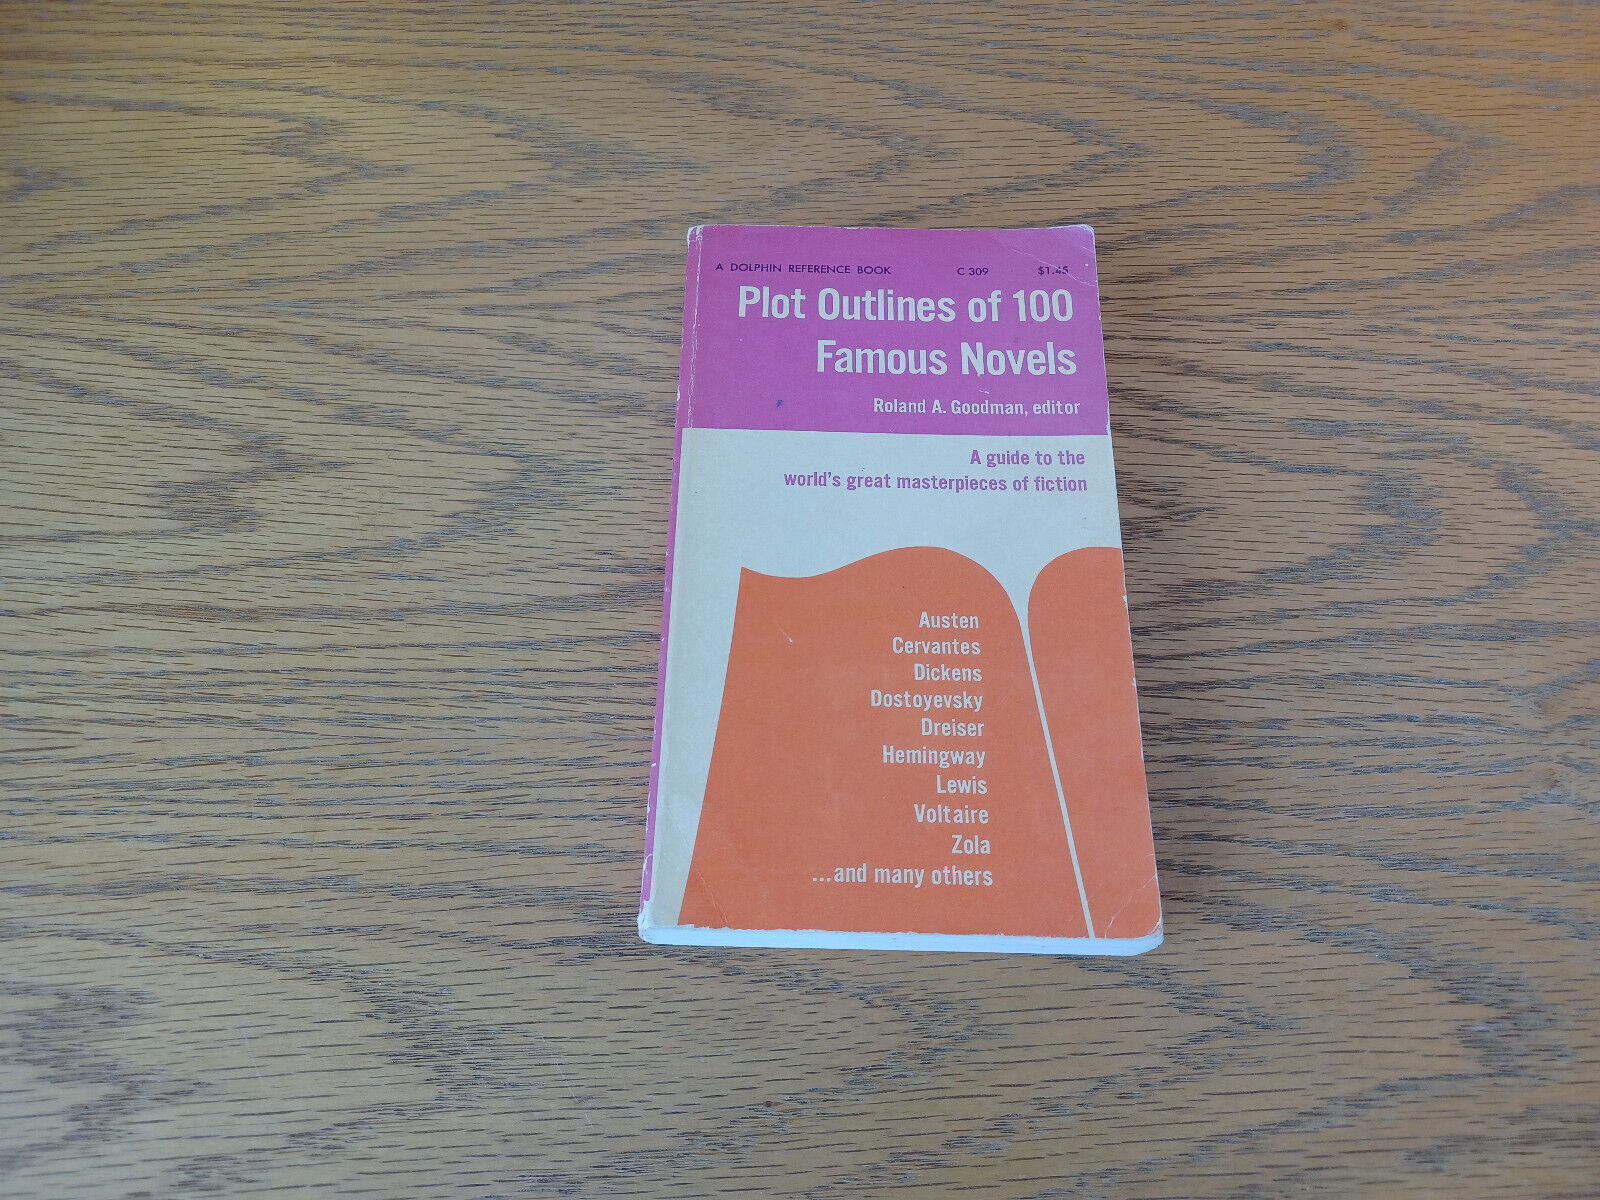 A DOLPHIN REFERENCE BOOK C 309 $1.45
Plot Outlines of 100
Famous Novels
Roland A. Goodman, editor
A guide to the
world's great masterpieces of fiction
Austen
Cervantes
Dickens
Dostoyevsky
Dreiser
Hemingway
Lewis
Voltaire
Zola
...and many others